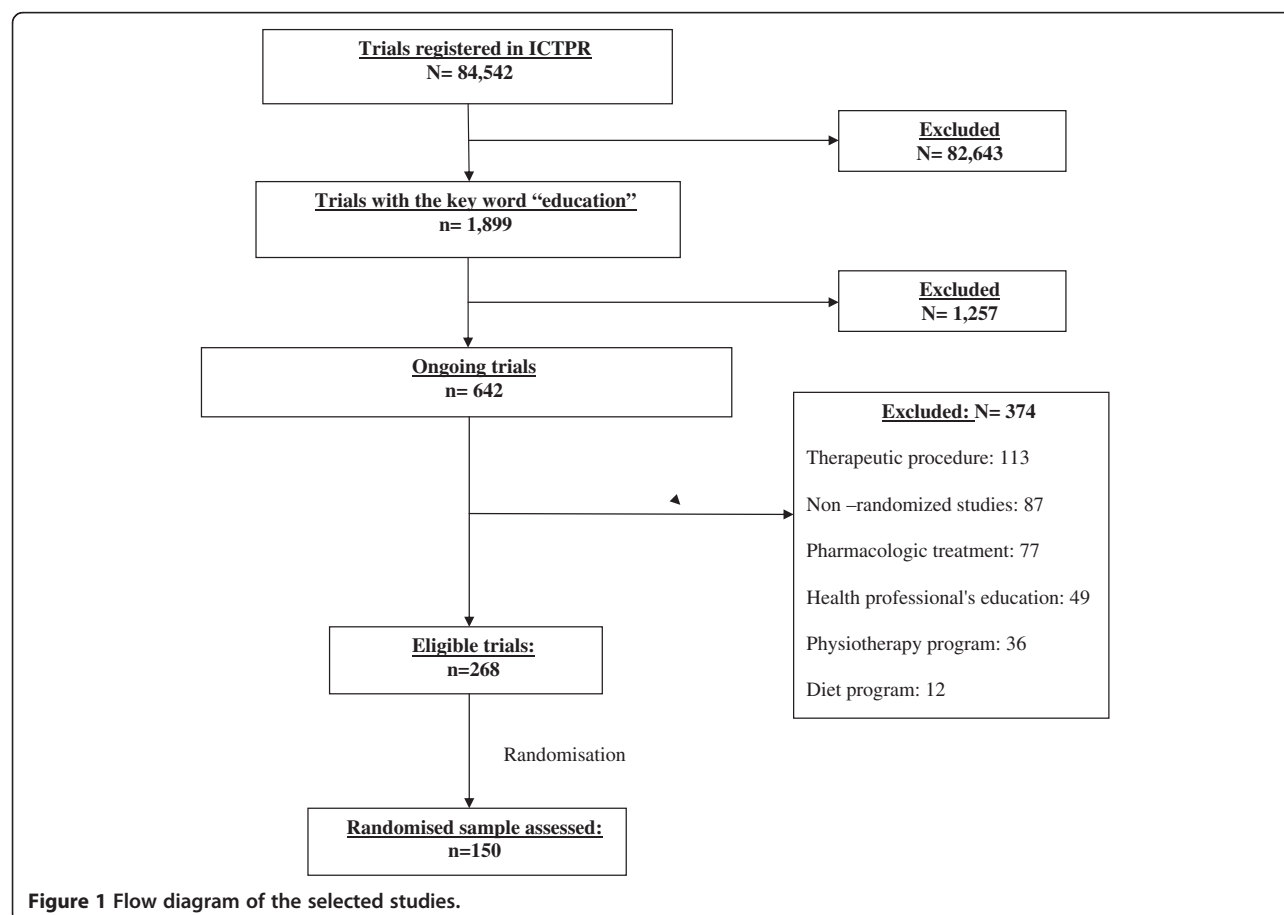 Trials registered in ICTPR
N= 84,542
Excluded
N= 82,643
Trials with the key word “education”
n= 1,899
Excluded
N= 1,257
Ongoing trials
n= 642
Excluded: N= 374
Therapeutic procedure: 113
Non –randomized studies: 87
Pharmacologic treatment: 77
Health professional's education: 49
Physiotherapy program: 36
Diet program: 12
Eligible trials:
n=268
Randomisation
Randomised sample assessed:
n=150
Figure 1 Flow diagram of the selected studies.